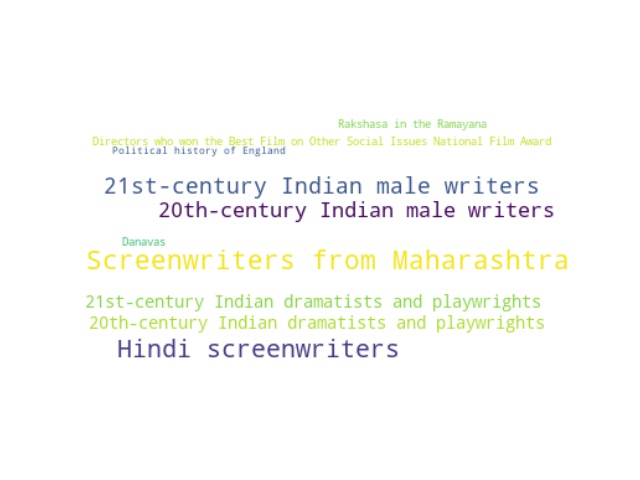 Rakshasa in the Ramayana
Directors who won the Best Film on Other Social Issues National Film Award
Political history of England
21st-century Indian male writers
20th-century Indian male writers
Danavas
Screenwriters from Maharashtra
21st-century Indian dramatists and playwrights
20th-century Indian dramatists and playwrights
Hindi screenwriters